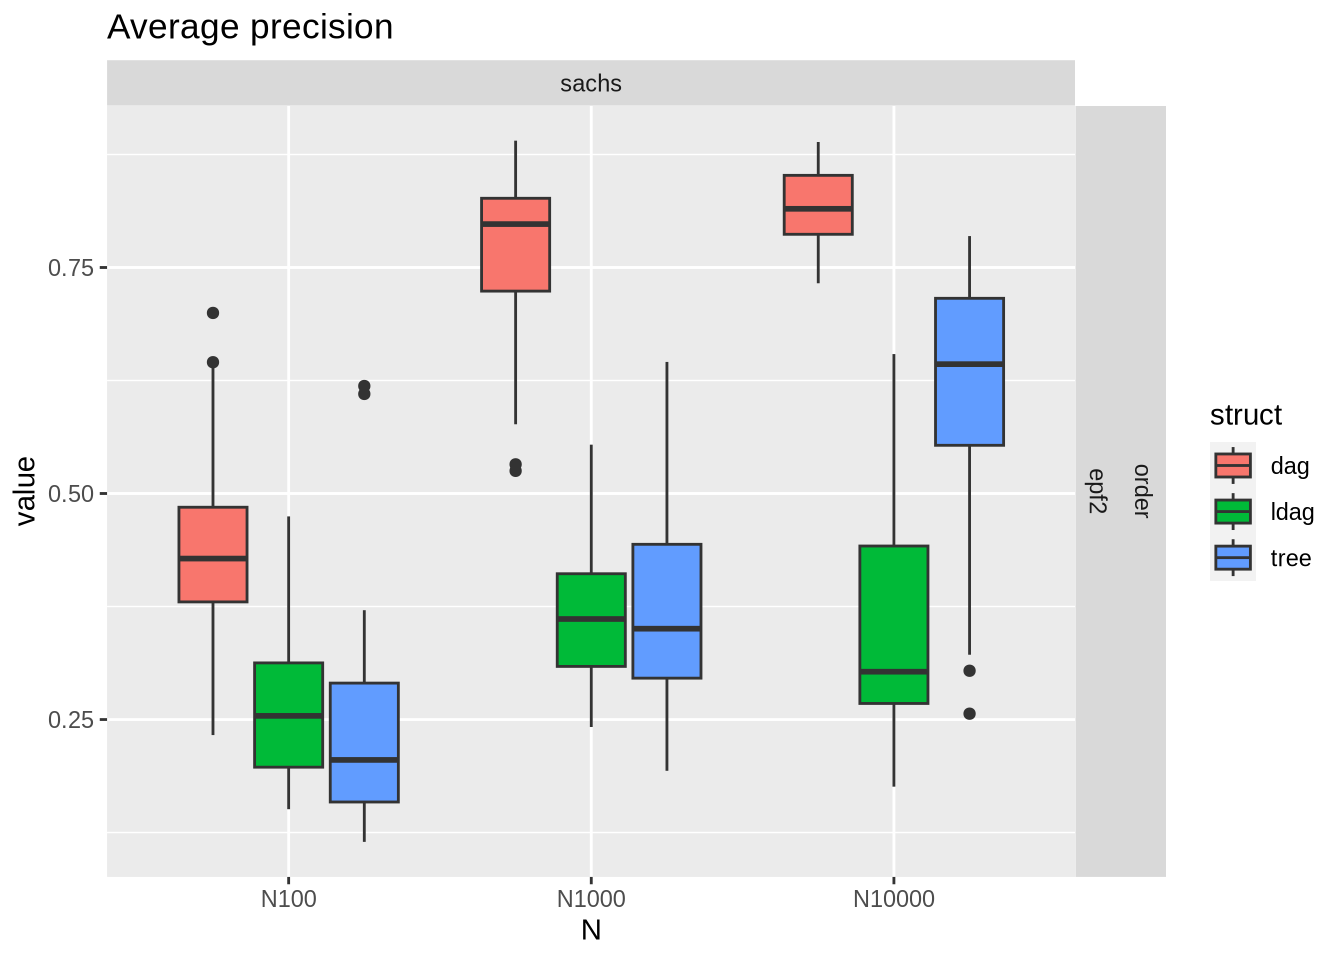 Average precision
sachs
0.75
0.50
0.25
value
N100
N1000
N10000
N
epf2
order
struct
dag
ldag
tree